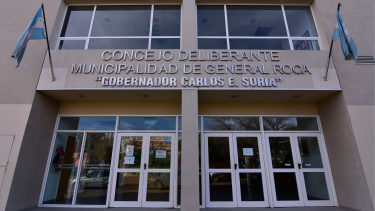 CONCEJO DELIBERANTE
MUNICIPALIDAD DE GENERAL ROCA
"GOBERNADOR CARLOS E. SORIA"